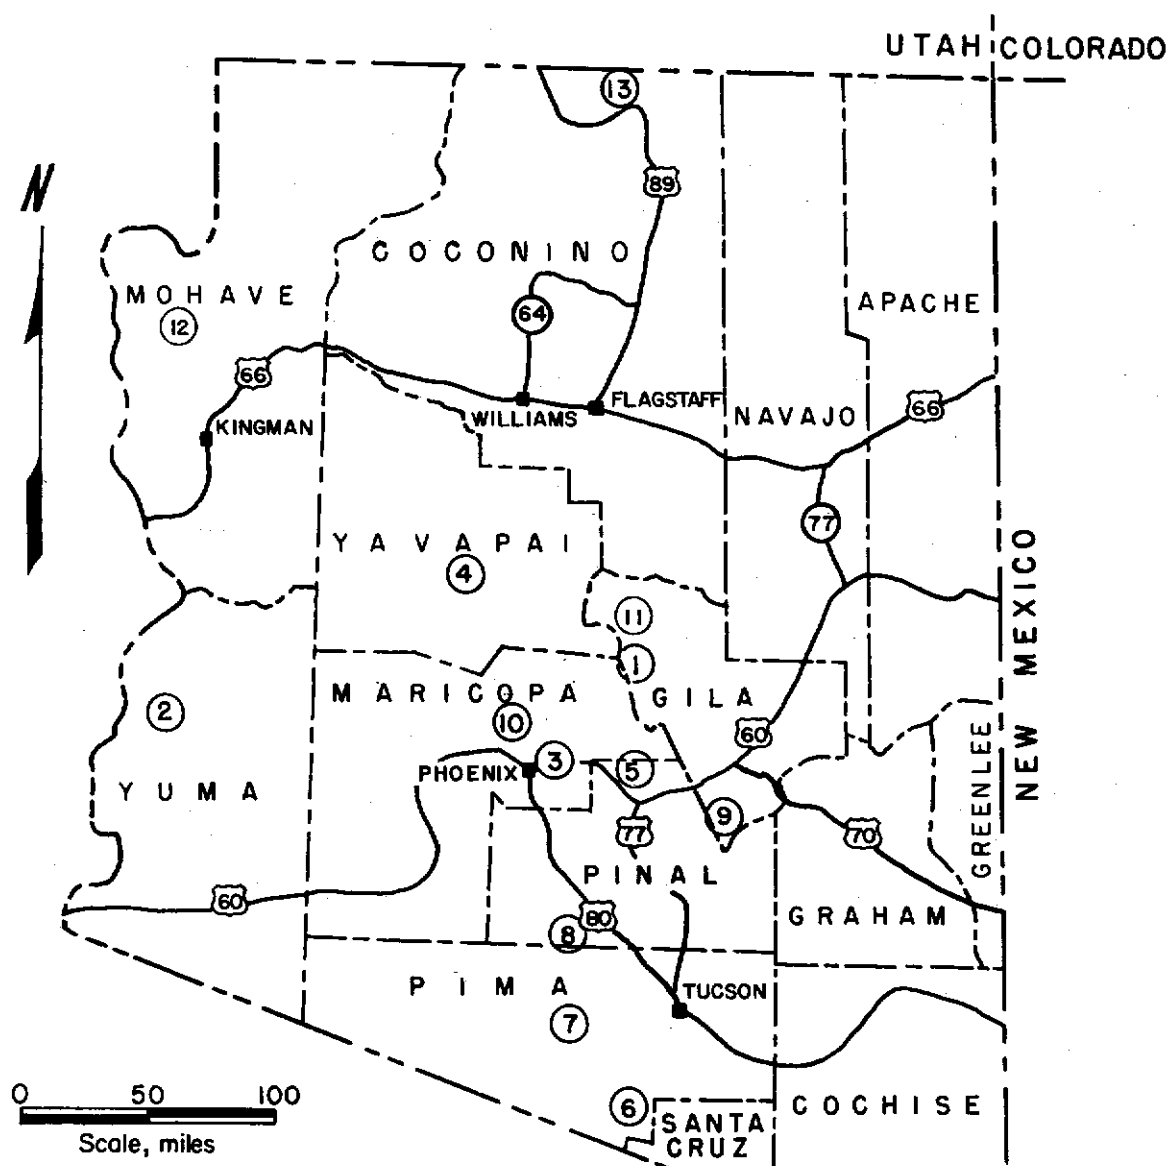 UTAH COLORADO
13
N
89
COCONINO
MOHAVE
12
64
APACHE
66
FLAGSTAFF
WILLIAMS
NAVAJO
66
KINGMAN
77
YAVAPAI
4
NEW MEXICO
11
1
MARICOPA
GILA
2
10
60
3
5
PHOENIX
YUMA
9
77
70
GREENLEE
PINAL
60
80
GRAHAM
8
PIMA
TUCSON
7
6
COCHISE
SANTA
CRUZ
0 50 100
Scale, miles